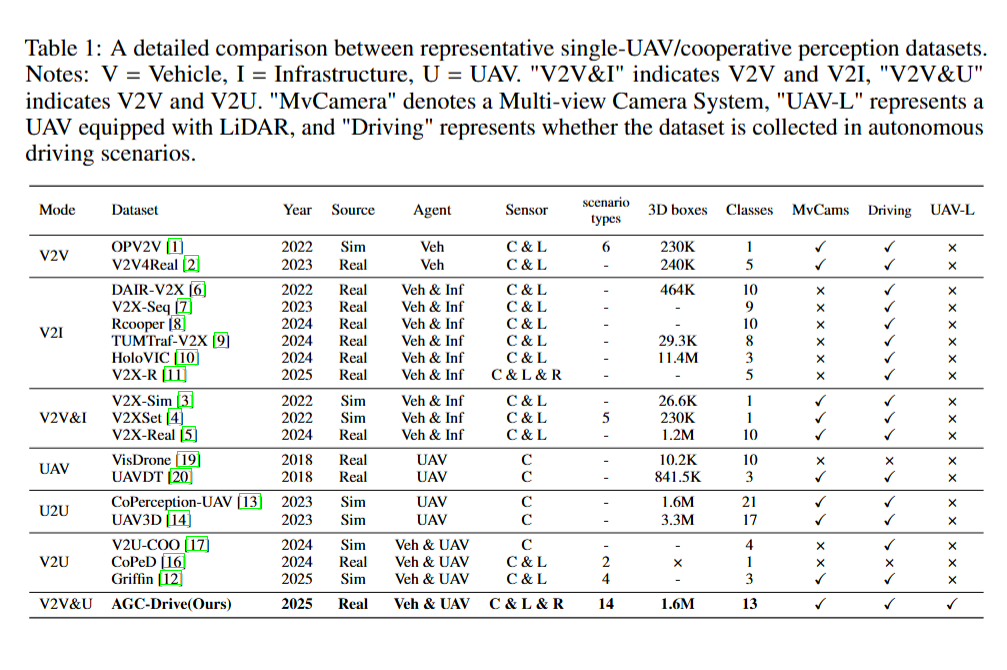 Table 1: A detailed comparison between representative single-UAV/cooperative perception datasets.
Notes: V = Vehicle, I = Infrastructure, U = UAV. "V2V&I" indicates V2V and V2I, "V2V&U"
indicates V2V and V2U. "MvCamera" denotes a Multi-view Camera System, "UAV-L" represents a
UAV equipped with LiDAR, and "Driving" represents whether the dataset is collected in autonomous
driving scenarios.
Mode Dataset Year Source Agent Sensor scenario types 3D boxes Classes MvCams Driving UAV-L
V2V OPV2V [1] 2022 Sim Veh C & L 6 230K 1 ✓ ✓ ×
V2V4Real [2] 2023 Real Veh C & L - 240K 5 ✓ ✓ ×
V2I DAIR-V2X [6] 2022 Real Veh & Inf C & L - 464K 10 × ✓ ×
V2X-Seq [7] 2023 Real Veh & Inf C & L - - 9 × ✓ ×
Rcooper [8] 2024 Real Veh & Inf C & L - - 10 × ✓ ×
TUMTraf-V2X [9] 2024 Real Veh & Inf C & L - 29.3K 8 × ✓ ×
HoloVIC [10] 2024 Real Veh & Inf C & L - 11.4M 3 × ✓ ×
V2X-R [11] 2025 Real Veh & Inf C & L & R - - 5 × ✓ ×
V2V&I V2X-Sim [3] 2022 Sim Veh & Inf C & L - 26.6K 1 ✓ ✓ ×
V2XSet [4] 2022 Sim Veh & Inf C & L 5 230K 1 ✓ ✓ ×
V2X-Real [5] 2024 Real Veh & Inf C & L - 1.2M 10 ✓ ✓ ×
UAV VisDrone [19] 2018 Real UAV C - 10.2K 10 × × ×
UAVDT [20] 2018 Real UAV C - 841.5K 3 ✓ ✓ ×
U2U CoPerception-UAV [13] 2023 Sim UAV C - 1.6M 21 ✓ ✓ ×
UAV3D [14] 2023 Sim UAV C - 3.3M 17 ✓ ✓ ×
V2U V2U-COO [17] 2024 Sim Veh & UAV C - - 4 × ✓ ×
CoPeD [16] 2024 Real Veh & UAV C & L 2 × 1 × × ×
Griffin [12] 2025 Sim Veh & UAV C & L 4 - 3 ✓ ✓ ×
V2V&U AGC-Drive(Ours) 2025 Real Veh & UAV C & L & R 14 1.6M 13 ✓ ✓ ✓